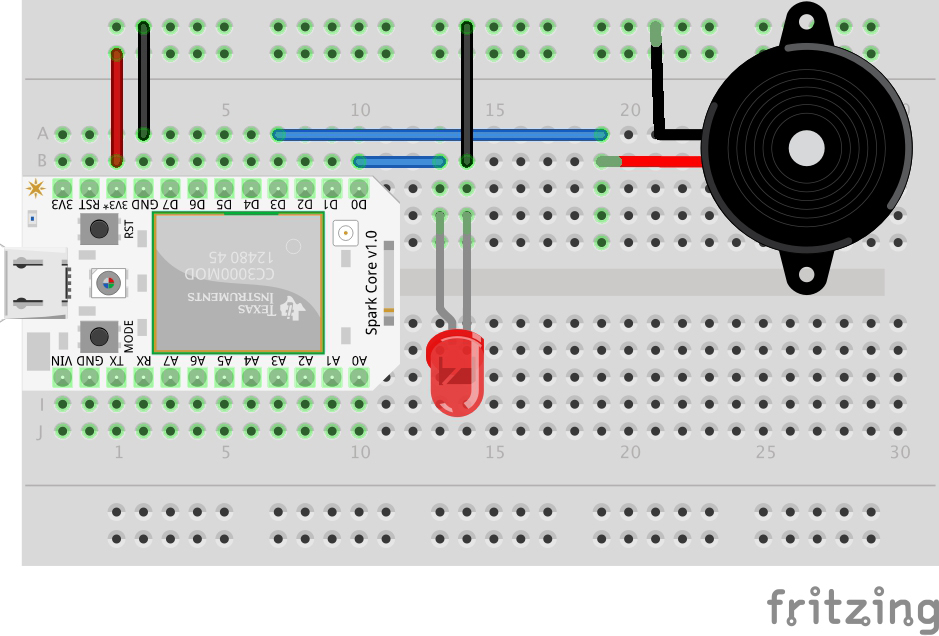 5 10 15 20
A
B
3V3 RST 3V3* GND D7 D6 D5 D4 D3 D2 D1 D0
RST
CC3000MOD
12480 45
TEXAS
INSTRUMENTS
Spark Core v1.0
MODE
VIN GND TX RX A7 A6 A5 A4 A3 A2 A1 A0
I
J
1 5 10 15 20 25 30
fritzing